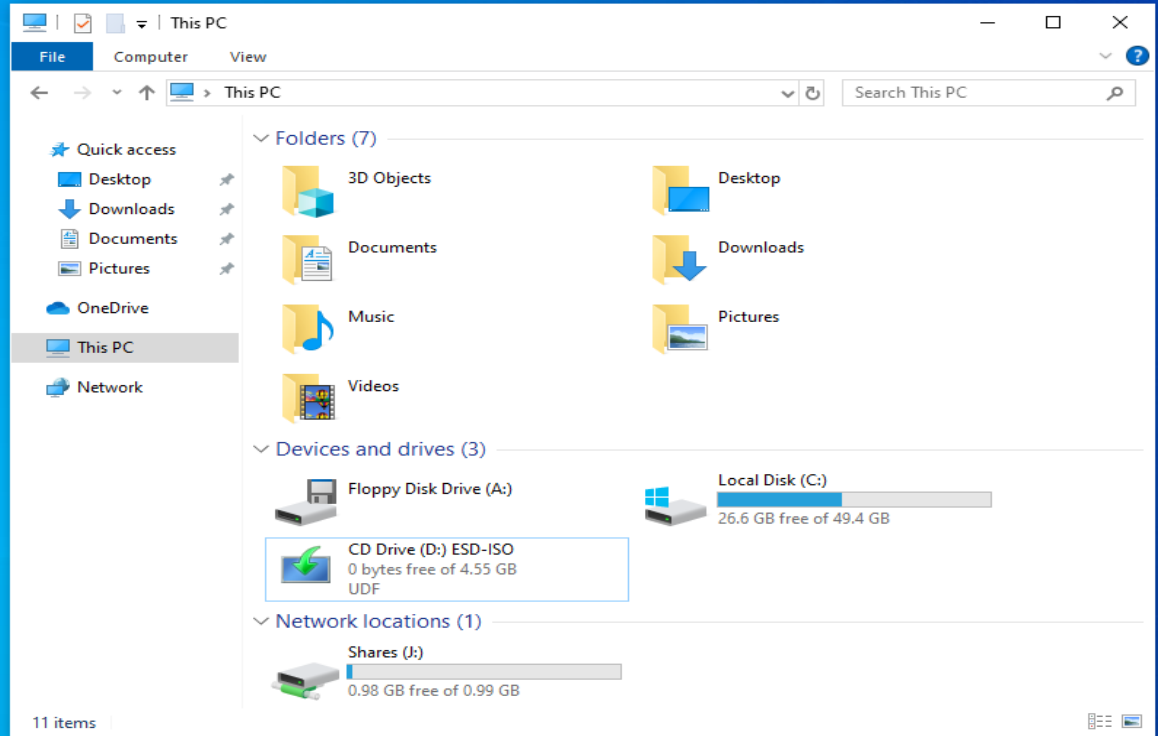 This PC
File Computer View
This PC
Search This PC
Quick access
Desktop
Downloads
Documents
Pictures
OneDrive
This PC
Network
Folders (7)
3D Objects
Desktop
Documents
Downloads
Music
Pictures
Videos
Devices and drives (3)
Floppy Disk Drive (A:)
Local Disk (C:)
26.6 GB free of 49.4 GB
CD Drive (D:) ESD-ISO
0 bytes free of 4.55 GB
UDF
Network locations (1)
Shares (J:)
0.98 GB free of 0.99 GB
11 items